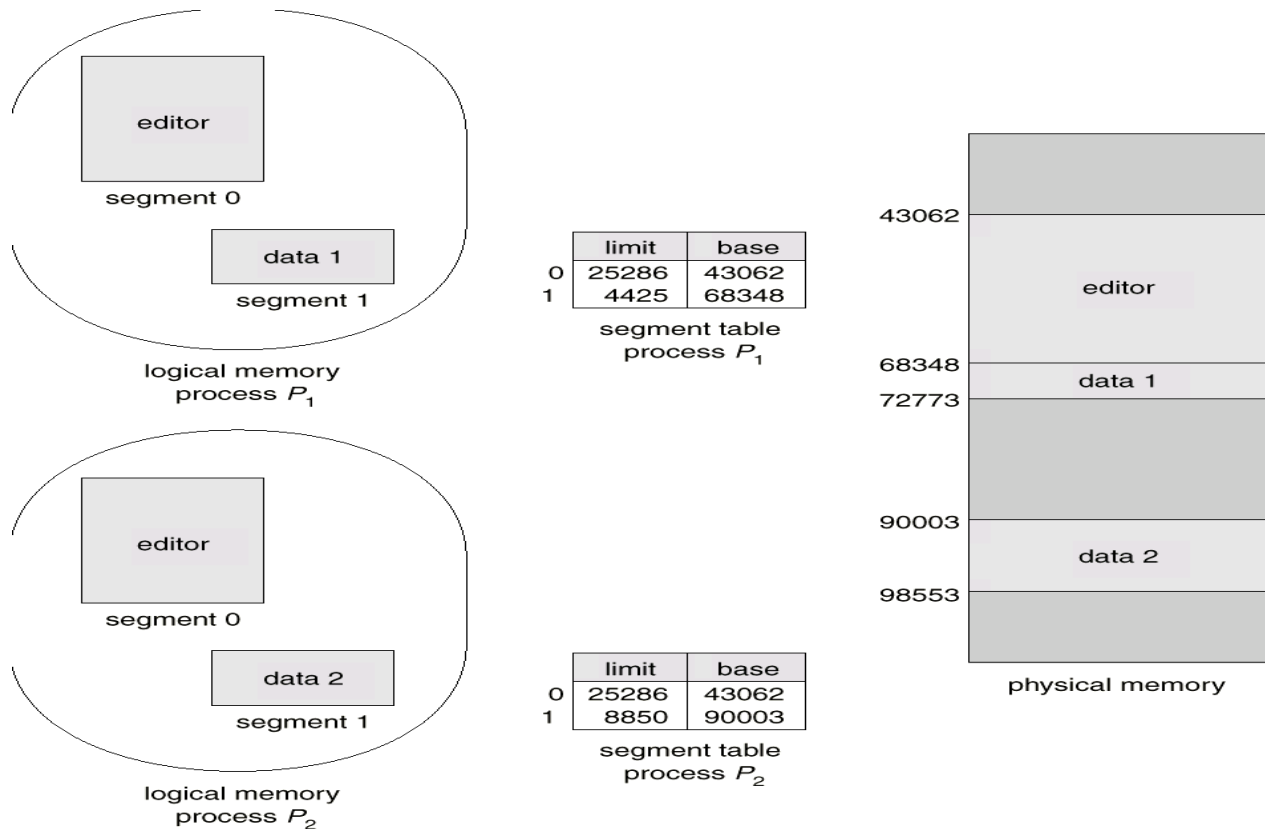 editor
segment 0
data 1
segment 1
logical memory
process P1
limit base
0 25286 43062
1 4425 68348
segment table
process P1
editor
segment 0
data 2
segment 1
logical memory
process P2
limit base
0 25286 43062
1 8850 90003
segment table
process P2
43062
editor
68348
data 1
72773
90003
data 2
98553
physical memory